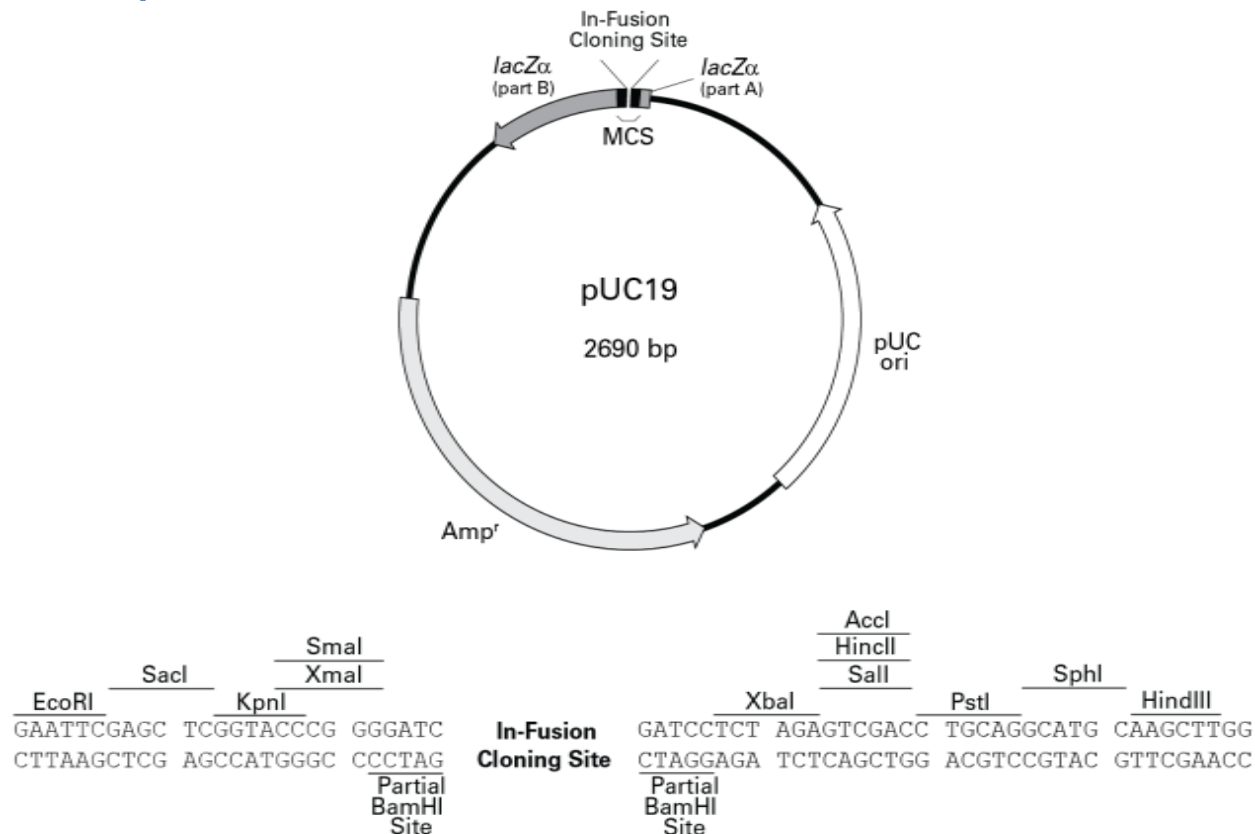 In-Fusion
Cloning Site
lacZα
(part B)
lacZα
(part A)
MCS
pUC19
2690 bp
pUC
ori
Ampʳ
AccI
SmaI HincII
SacI XmaI SalI SphI
EcoRI KpnI XbaI PstI HindIII
GAATTCGAGC TCGGTACCCG GGGATC In-Fusion GATCCTCT AGAGTCGACC TGCAGGCATG CAAGCTTGG
CTTAAGCTCG AGCCATGGGC CCCTAG Cloning Site CTAGGAGA TCTCAGCTGG ACGTCCGTAC GTTCGAACC
Partial Partial
BamHI BamHI
Site Site